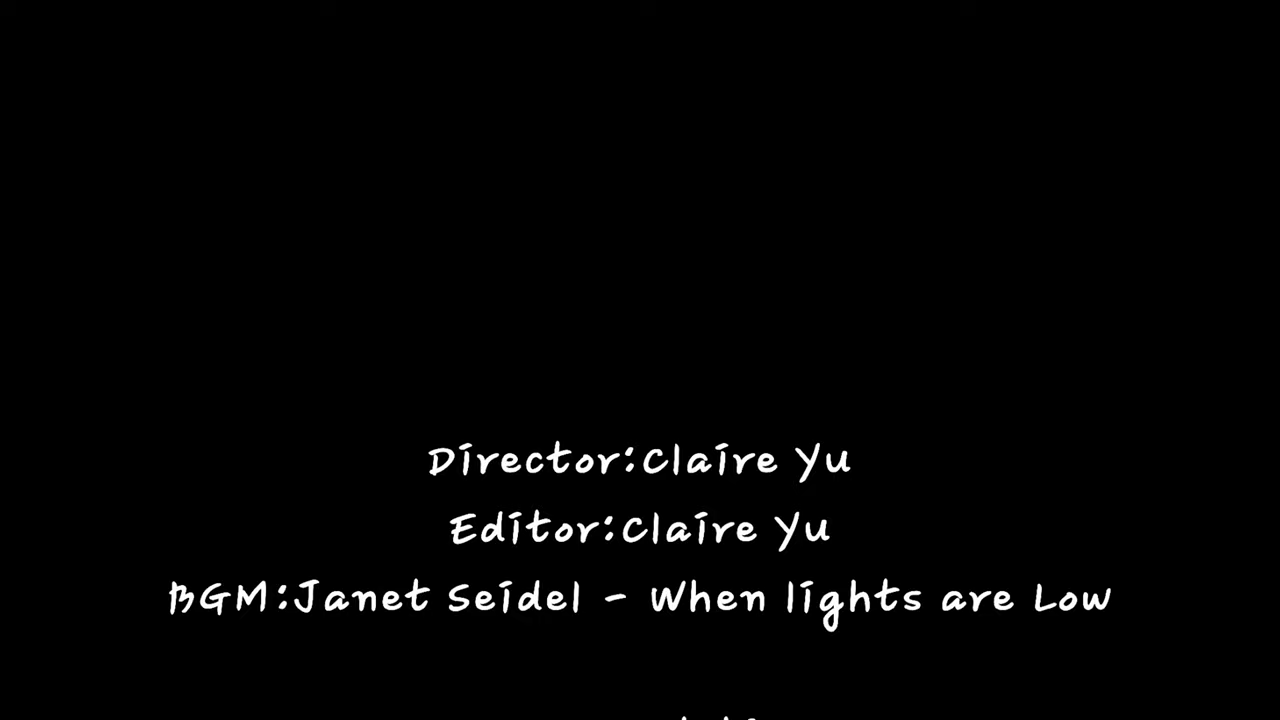 Director:Claire Yu
Editor:Claire Yu
BGM:Janet Seidel - When lights are Low